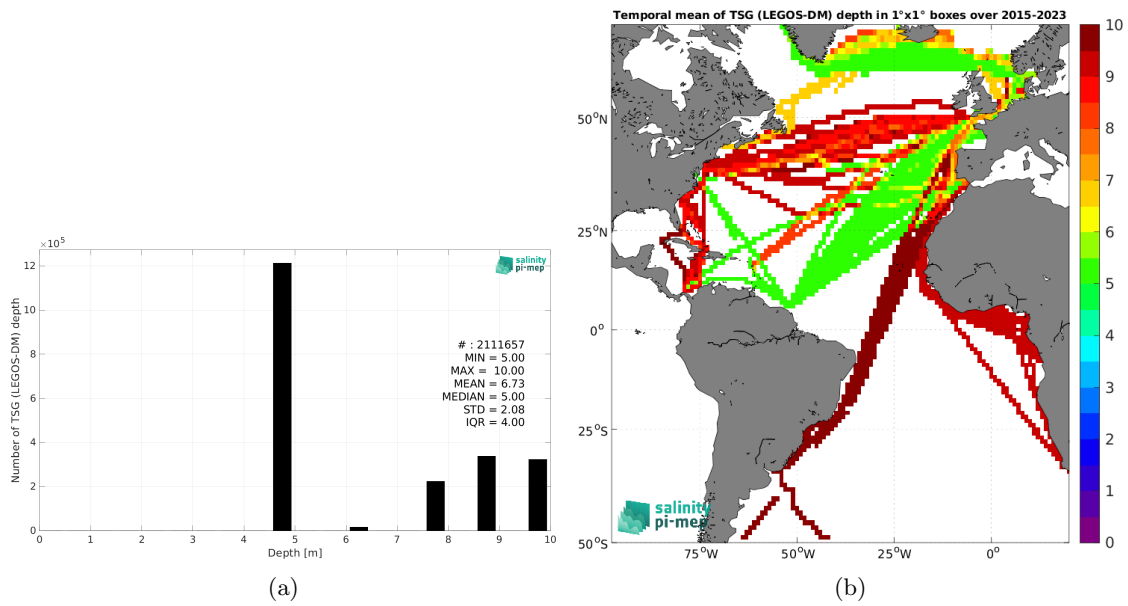 ×10⁵
12
10
8
6
4
2
0
Number of TSG (LEGOS-DM) depth
salinity
pi-mep
# : 2111657
MIN = 5.00
MAX = 10.00
MEAN = 6.73
MEDIAN = 5.00
STD = 2.08
IQR = 4.00
0 1 2 3 4 5 6 7 8 9 10
Depth [m]
(a)
Temporal mean of TSG (LEGOS-DM) depth in 1°x1° boxes over 2015-2023
50°N
25°N
0°
25°S
50°S
75°W 50°W 25°W 0°
salinity
pi-mep
10
9
8
7
6
5
4
3
2
1
0
(b)